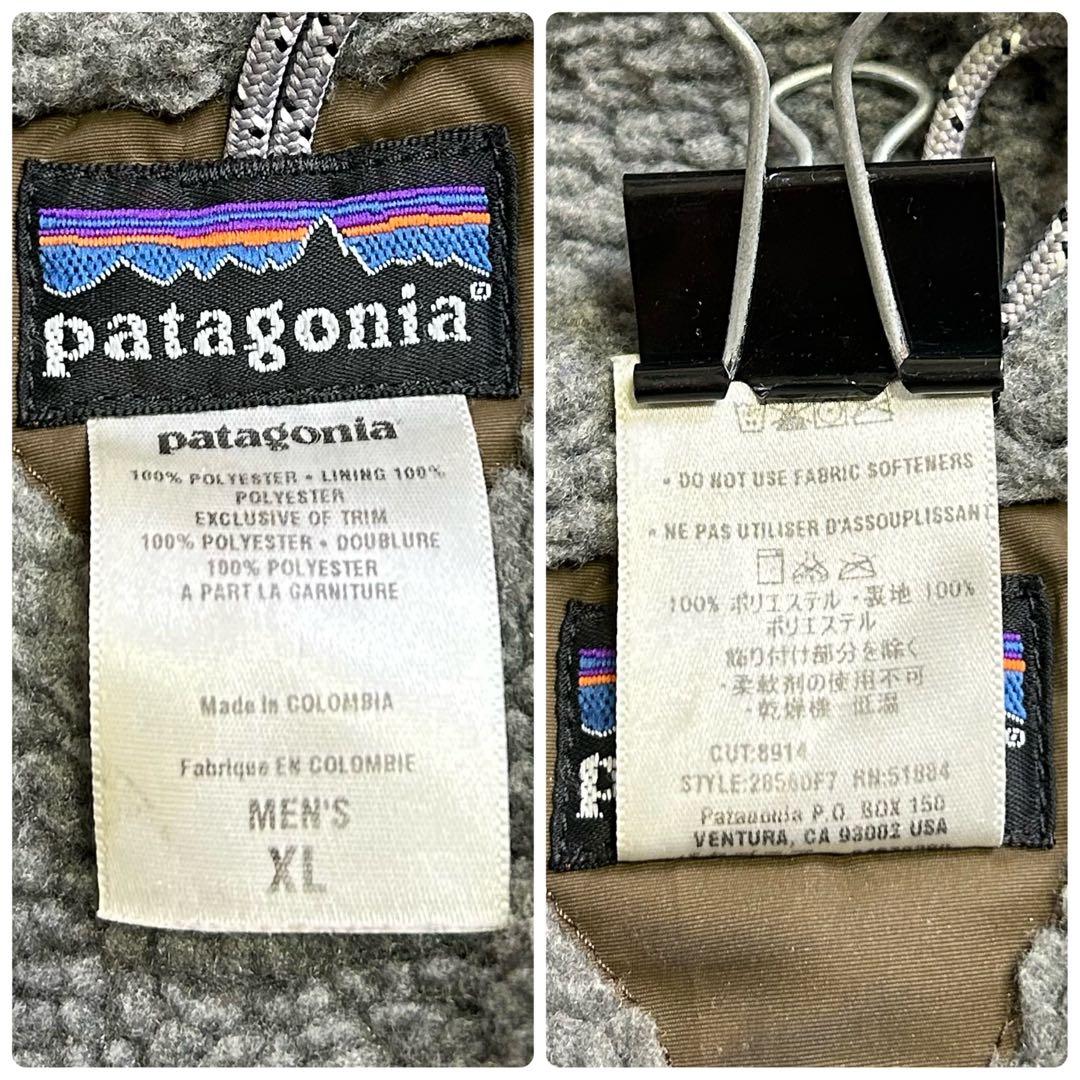 patagonia®
patagonia
100% POLYESTER • LINING 100%
POLYESTER
EXCLUSIVE OF TRIM
100% POLYESTER • DOUBLURE
100% POLYESTER
A PART LA GARNITURE
Made in COLOMBIA
Fabrique EN COLOMBIE
MEN'S
XL
• DO NOT USE FABRIC SOFTENERS
• NE PAS UTILISER D'ASSOUPLISSANT
100% ポリエステル・裏地 100%
ポリエステル
貼り付け部分を除く
・柔軟剤の使用不可
・乾燥機 低温
CUT:8914
STYLE:28560F7 RN:51884
Patagonia P.O. BOX 150
VENTURA, CA 93002 USA
p